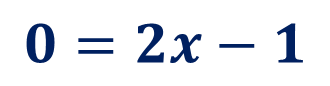 0 = 2x − 1